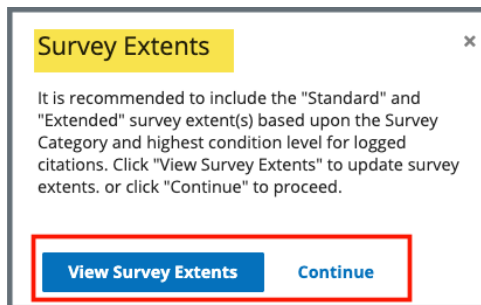 Survey Extents ×
It is recommended to include the "Standard" and
"Extended" survey extent(s) based upon the Survey
Category and highest condition level for logged
citations. Click "View Survey Extents" to update survey
extents. or click "Continue" to proceed.
View Survey Extents Continue